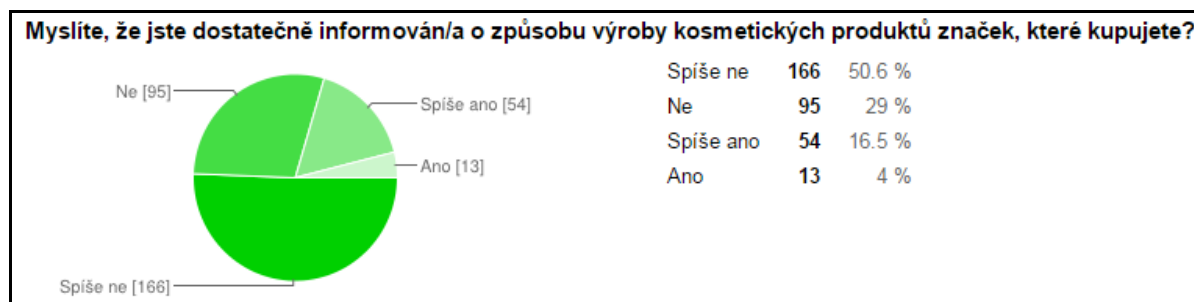 Myslíte, že jste dostatečně informován/a o způsobu výroby kosmetických produktů značek, které kupujete?
Ne [95]
Spíše ano [54]
Ano [13]
Spíše ne [166]
Spíše ne 166 50.6 %
Ne 95 29 %
Spíše ano 54 16.5 %
Ano 13 4 %